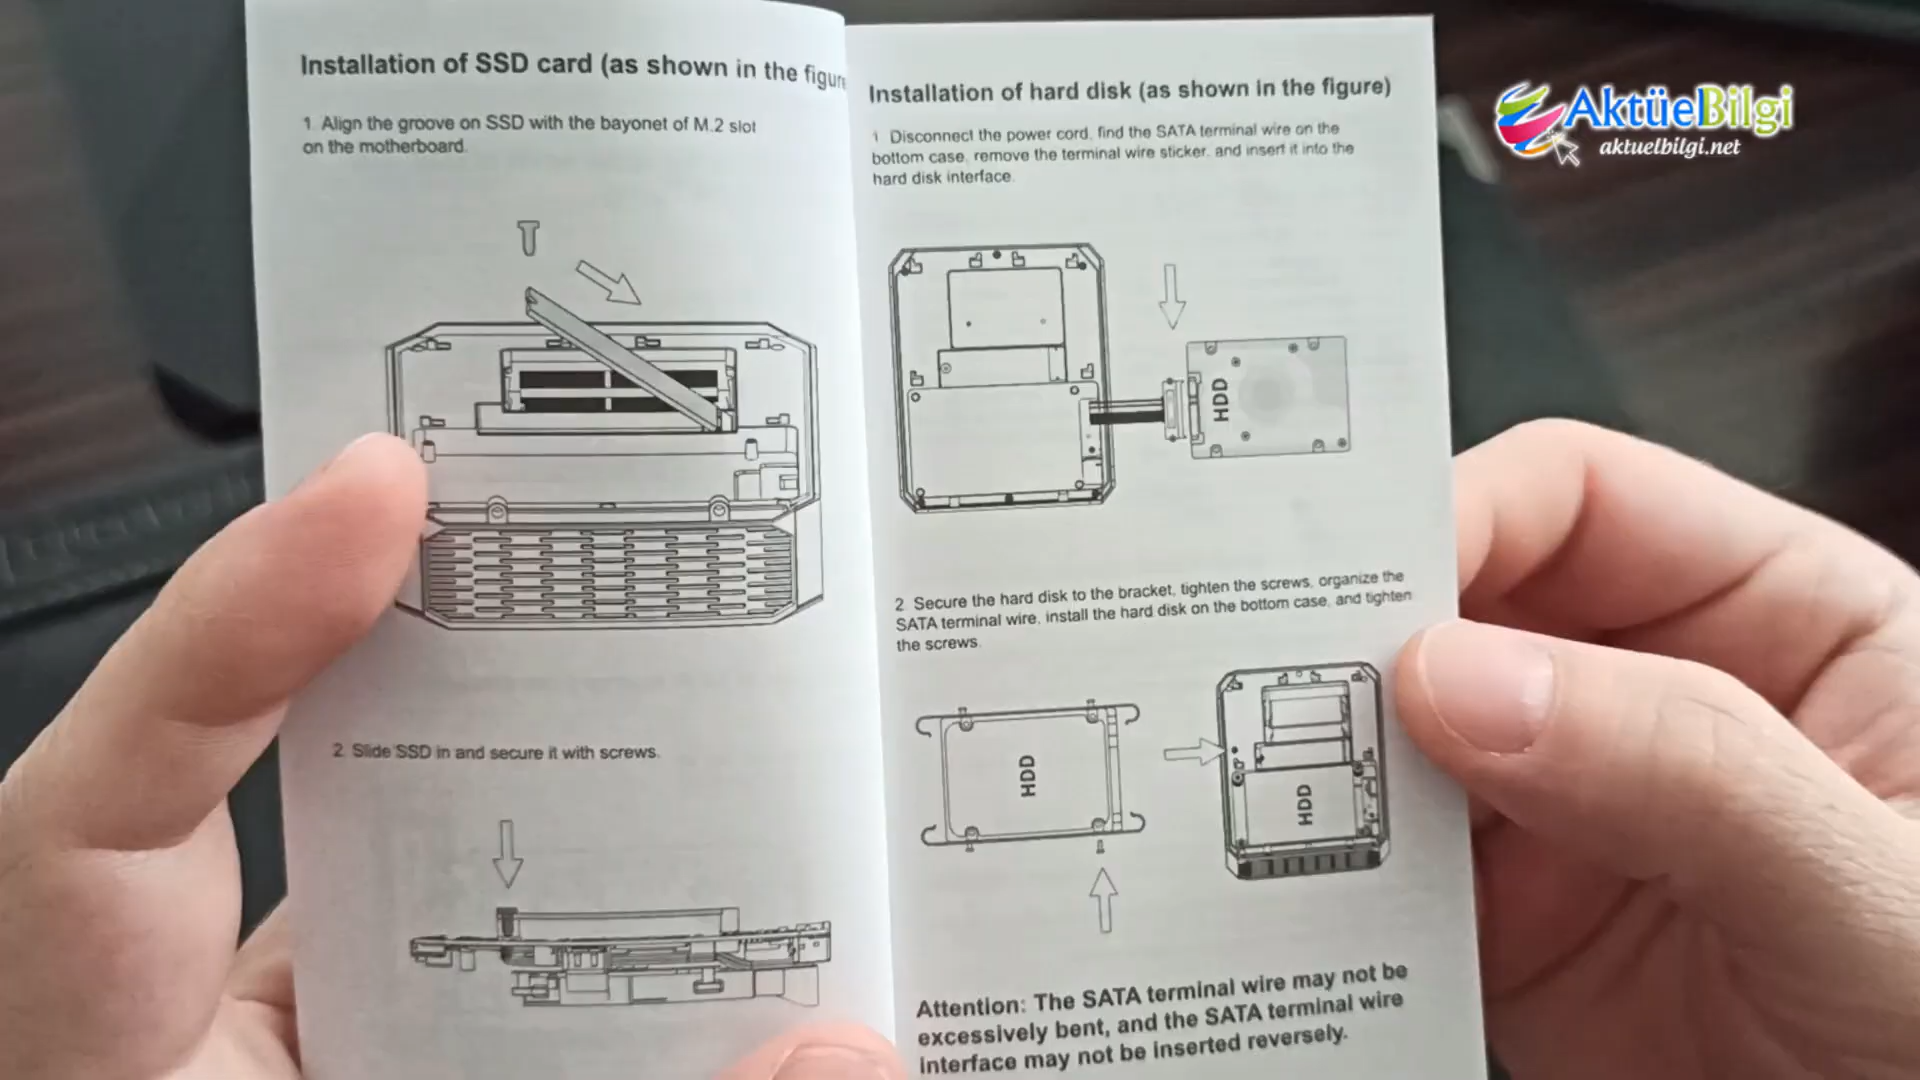 Installation of SSD card (as shown in the figur
1. Align the groove on SSD with the bayonet of M.2 slot
on the motherboard.
2. Slide SSD in and secure it with screws.
Installation of hard disk (as shown in the figure)
1. Disconnect the power cord, find the SATA terminal wire on the
bottom case, remove the terminal wire sticker, and insert it into the
hard disk interface.
HDD
2. Secure the hard disk to the bracket, tighten the screws, organize the
SATA terminal wire, install the hard disk on the bottom case, and tighten
the screws.
HDD
HDD
Attention: The SATA terminal wire may not be
excessively bent, and the SATA terminal wire
interface may not be inserted reversely.
AktüelBilgi
aktuelbilgi.net